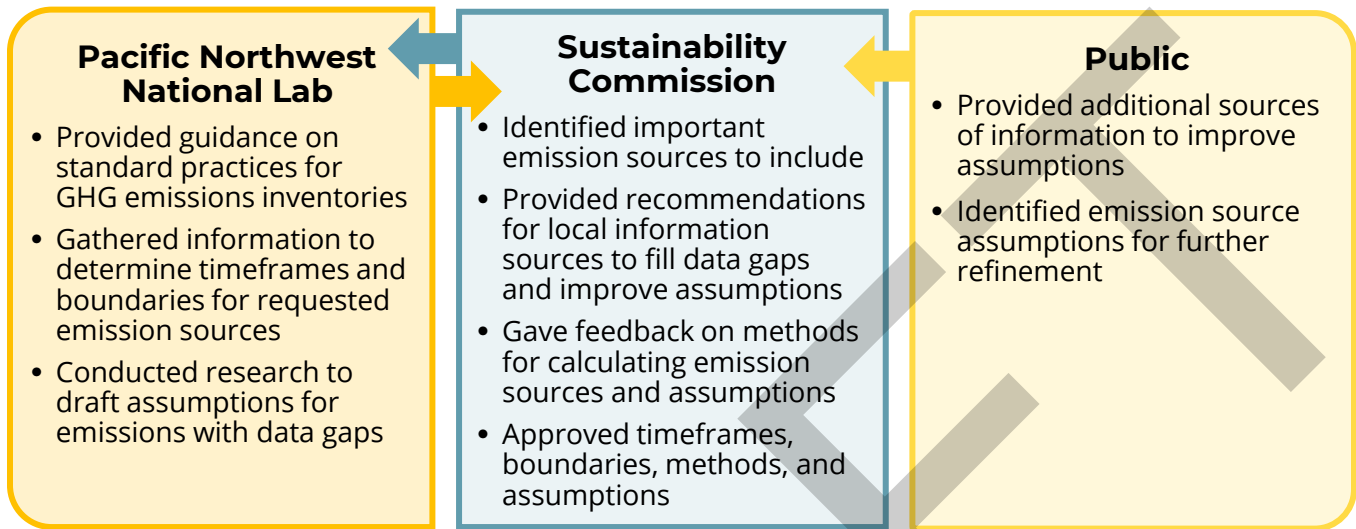 Pacific Northwest
National Lab
• Provided guidance on
standard practices for
GHG emissions inventories
• Gathered information to
determine timeframes and
boundaries for requested
emission sources
• Conducted research to
draft assumptions for
emissions with data gaps
Sustainability
Commission
• Identified important
emission sources to include
• Provided recommendations
for local information
sources to fill data gaps
and improve assumptions
• Gave feedback on methods
for calculating emission
sources and assumptions
• Approved timeframes,
boundaries, methods, and
assumptions
Public
• Provided additional sources
of information to improve
assumptions
• Identified emission source
assumptions for further
refinement